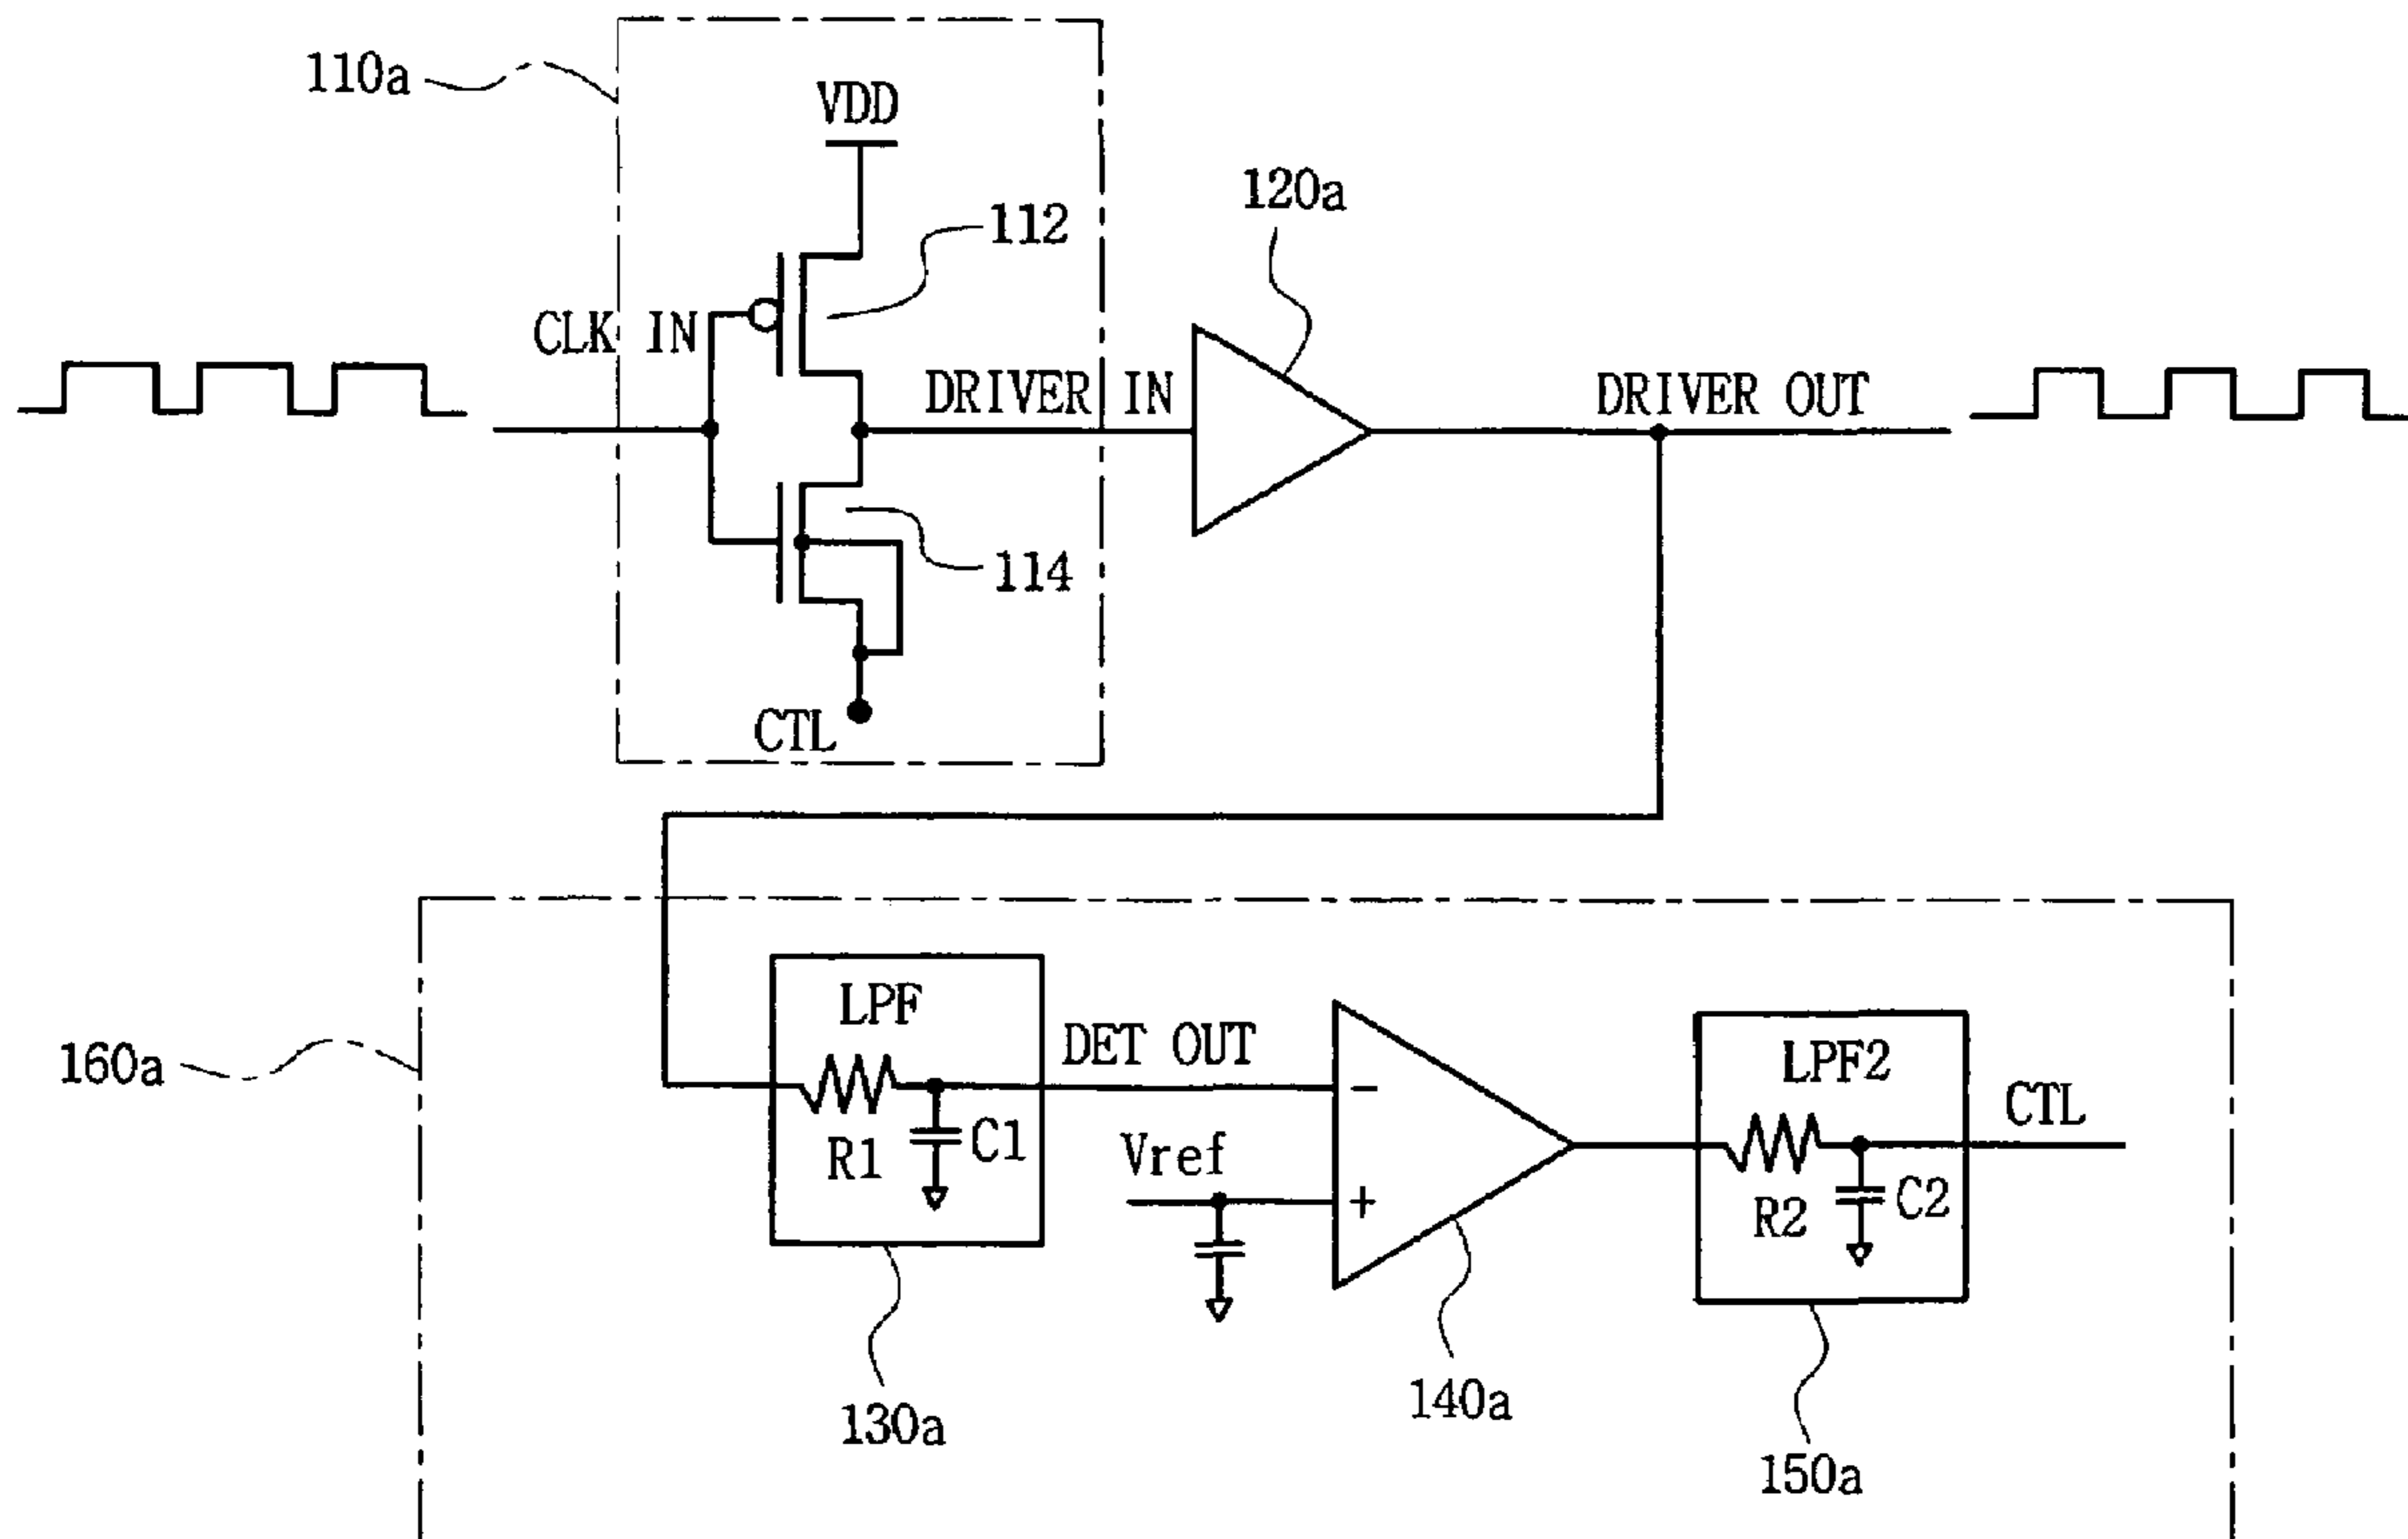 110a
VDD
112
120a
CLK IN
DRIVER IN
DRIVER OUT
114
CTL
160a
LPF
R1
C1
DET OUT
Vref
-
+
LPF2
R2
C2
CTL
130a
140a
150a